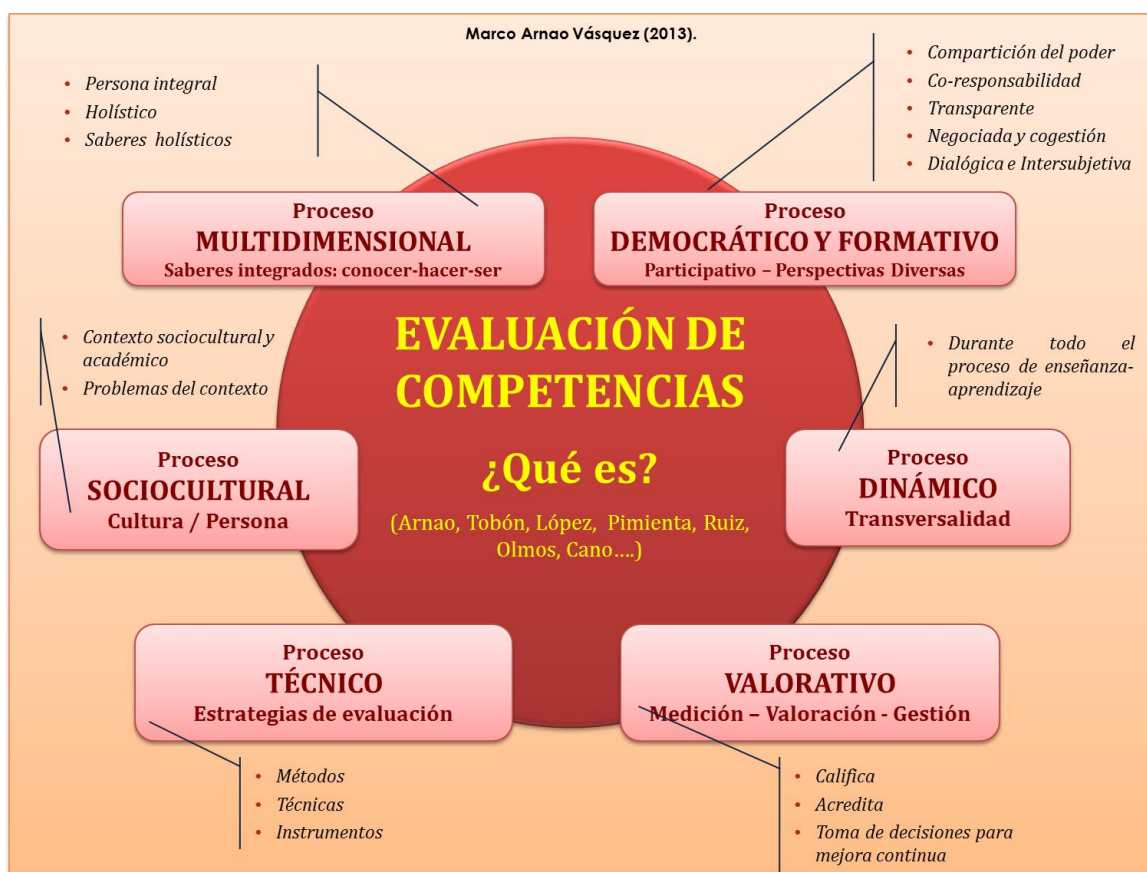 Marco Arnao Vásquez (2013).
• Persona integral
• Holístico
• Saberes holísticos
• Compartición del poder
• Co-responsabilidad
• Transparente
• Negociada y cogestión
• Dialógica e Intersubjetiva
Proceso
MULTIDIMENSIONAL
Saberes integrados: conocer-hacer-ser
Proceso
DEMOCRÁTICO Y FORMATIVO
Participativo – Perspectivas Diversas
EVALUACIÓN DE
COMPETENCIAS
¿Qué es?
(Arnao, Tobón, López, Pimienta, Ruiz,
Olmos, Cano....)
• Contexto sociocultural y
académico
• Problemas del contexto
• Durante todo el
proceso de enseñanza-
aprendizaje
Proceso
SOCIOCULTURAL
Cultura / Persona
Proceso
DINÁMICO
Transversalidad
Proceso
TÉCNICO
Estrategias de evaluación
Proceso
VALORATIVO
Medición – Valoración - Gestión
• Métodos
• Técnicas
• Instrumentos
• Califica
• Acredita
• Toma de decisiones para
mejora continua